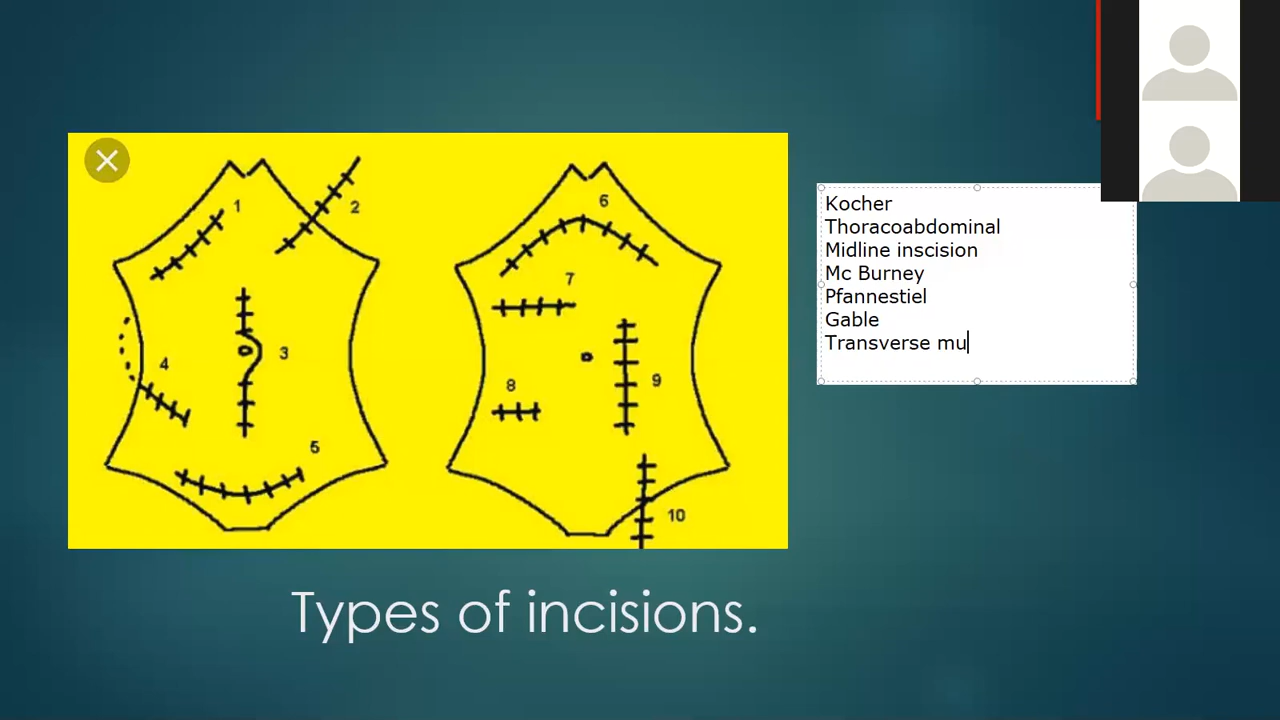 1
2
3
4
5
6
7
8
9
10
Kocher
Thoracoabdominal
Midline inscision
Mc Burney
Pfannestiel
Gable
Transverse mu
Types of incisions.